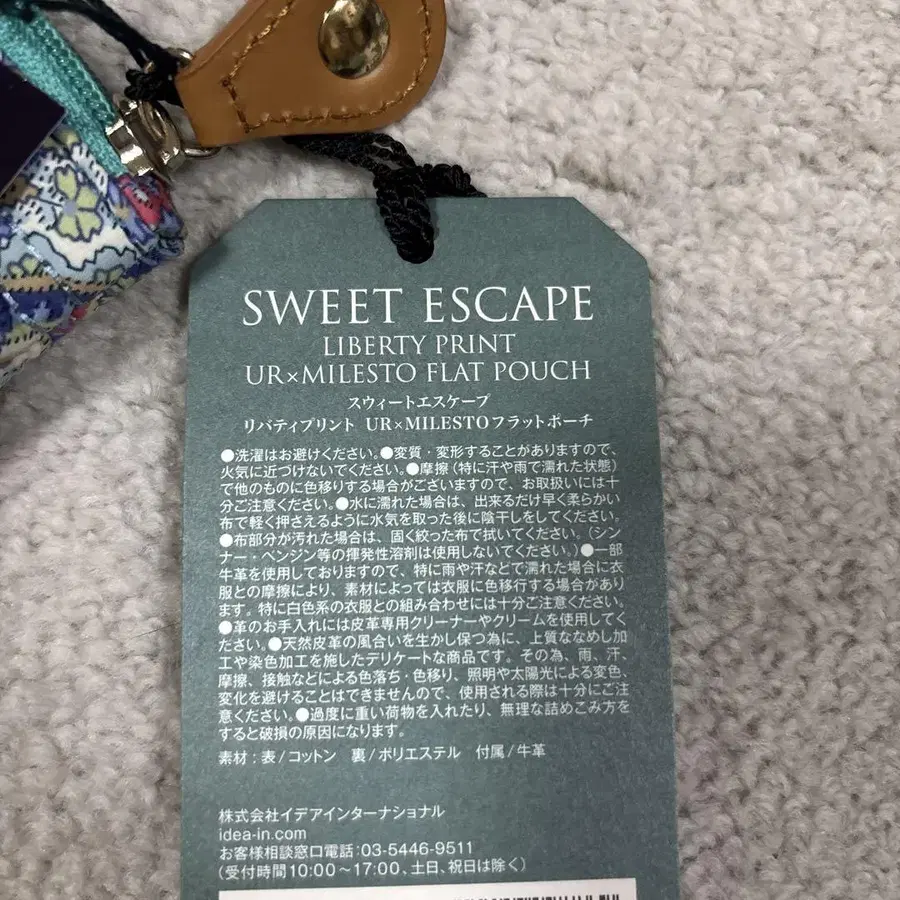 SWEET ESCAPE
LIBERTY PRINT
UR×MILESTO FLAT POUCH
スウィートエスケープ
リバティプリント UR×MILESTOフラットポーチ
●洗濯はお避けください。●変質・変形することがありますので、
火気に近づけないでください。●摩擦(特に汗や雨で濡れた状態)
で他のものに色移りする場合がございますので、お取扱いには十
分ご注意ください。●水に濡れた場合は、出来るだけ早く柔らかい
布で軽く押さえるように水気を取った後に陰干しをしてください。
●布部分が汚れた場合は、固く絞った布で拭いてください。(シン
ナー・ベンジン等の揮発性溶剤は使用しないでください。)●一部
牛革を使用しておりますので、特に雨や汗などで濡れた場合に衣
服との摩擦により、素材によっては衣服に色移行する場合があり
ます。特に白色系の衣服との組み合わせには十分ご注意ください。
●革のお手入れには皮革専用クリーナーやクリームを使用してく
ださい。●天然皮革の風合いを生かし保つ為に、上質なめし加
工や染色加工を施したデリケートな商品です。その為、雨、汗、
摩擦、接触などによる色落ち・色移り、照明や太陽光による変色、
変化を避けることはできませんので、使用される際は十分にご注
意ください。●過度に重い荷物を入れたり、無理な詰めこみ方を
すると破損の原因になります。
素材:表/コットン 裏/ポリエステル 付属/牛革
株式会社イデアインターナショナル
idea-in.com
お客様相談窓口電話:03-5446-9511
(受付時間10:00〜17:00、土日、祝日は除く)